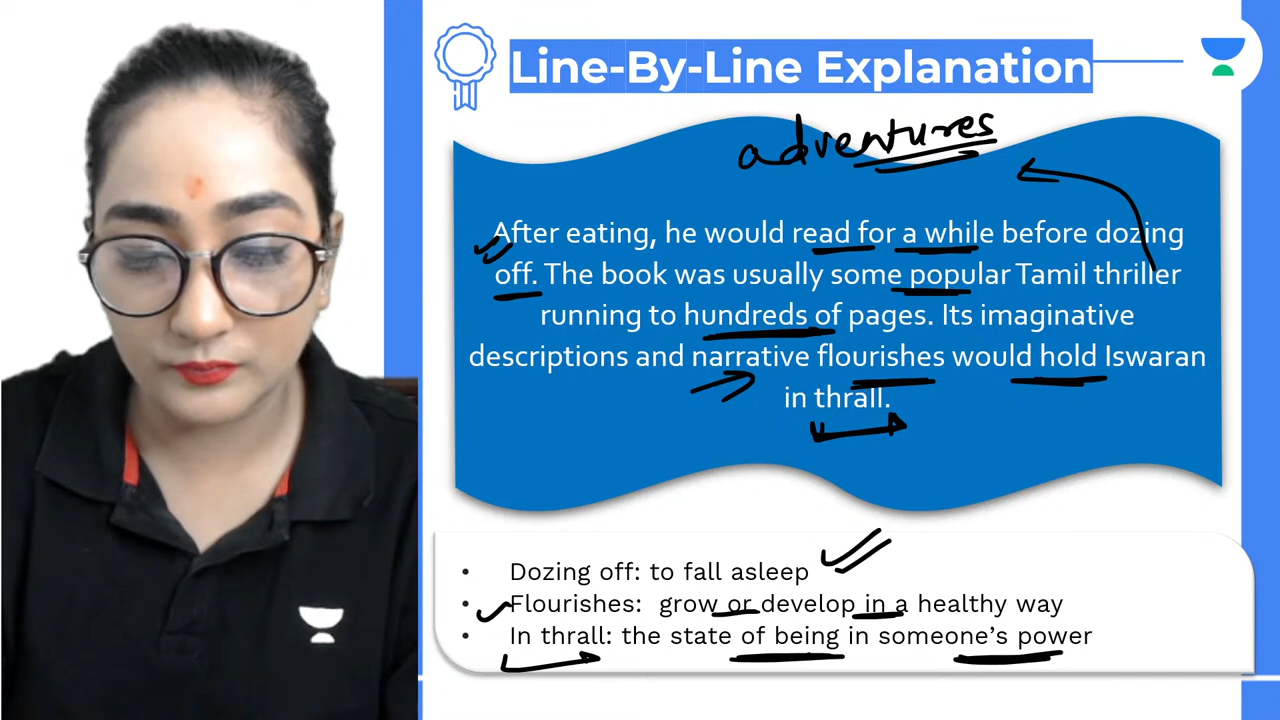 Line-By-Line Explanation
adventures
After eating, he would read for a while before dozing
off. The book was usually some popular Tamil thriller
running to hundreds of pages. Its imaginative
descriptions and narrative flourishes would hold Iswaran
in thrall.
• Dozing off: to fall asleep
• Flourishes: grow or develop in a healthy way
• In thrall: the state of being in someone's power